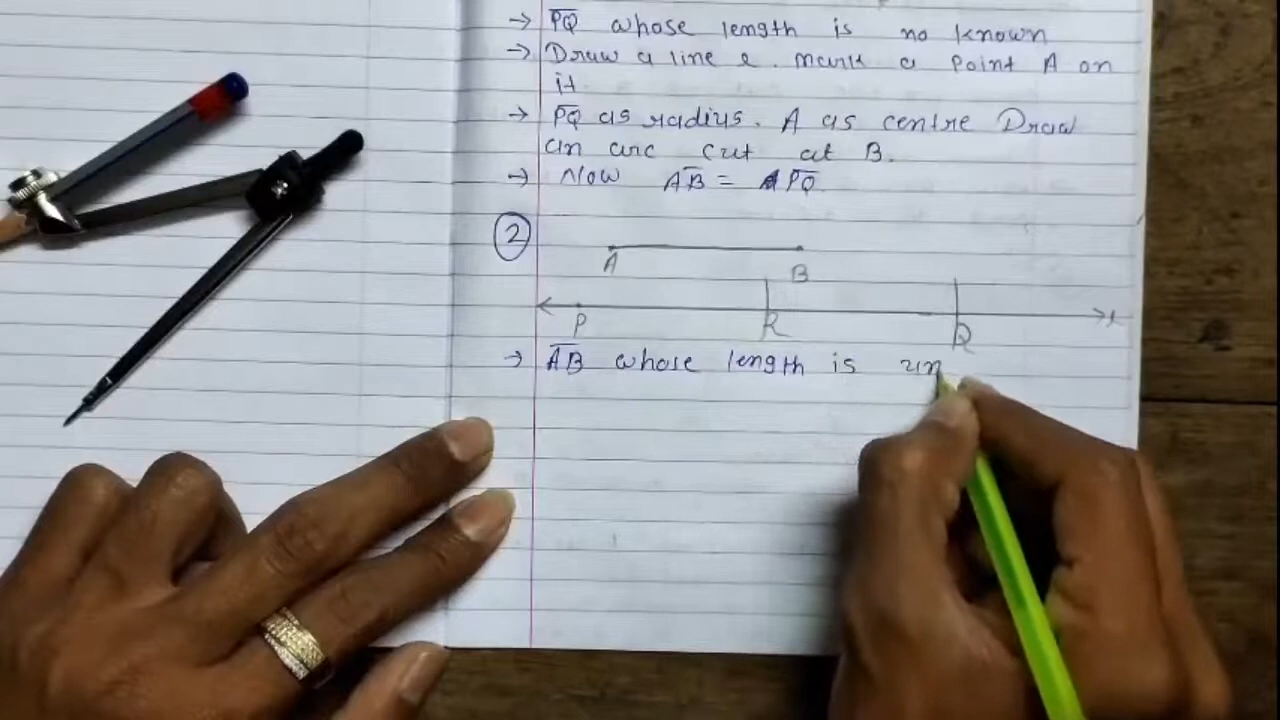 → PQ whose length is no known
→ Draw a line l. mark a point A on
it.
→ PQ as radius. A as centre Draw
an arc cut at B.
→ Now AB = PQ
②
A B
P R Q l
→ AB whose length is un